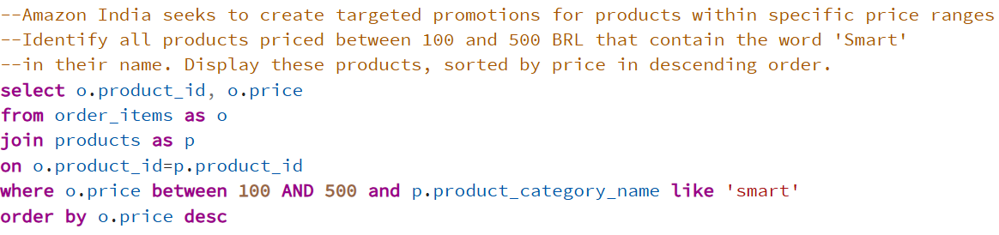 --Amazon India seeks to create targeted promotions for products within specific price ranges
--Identify all products priced between 100 and 500 BRL that contain the word 'Smart'
--in their name. Display these products, sorted by price in descending order.
select o.product_id, o.price
from order_items as o
join products as p
on o.product_id=p.product_id
where o.price between 100 AND 500 and p.product_category_name like 'smart'
order by o.price desc